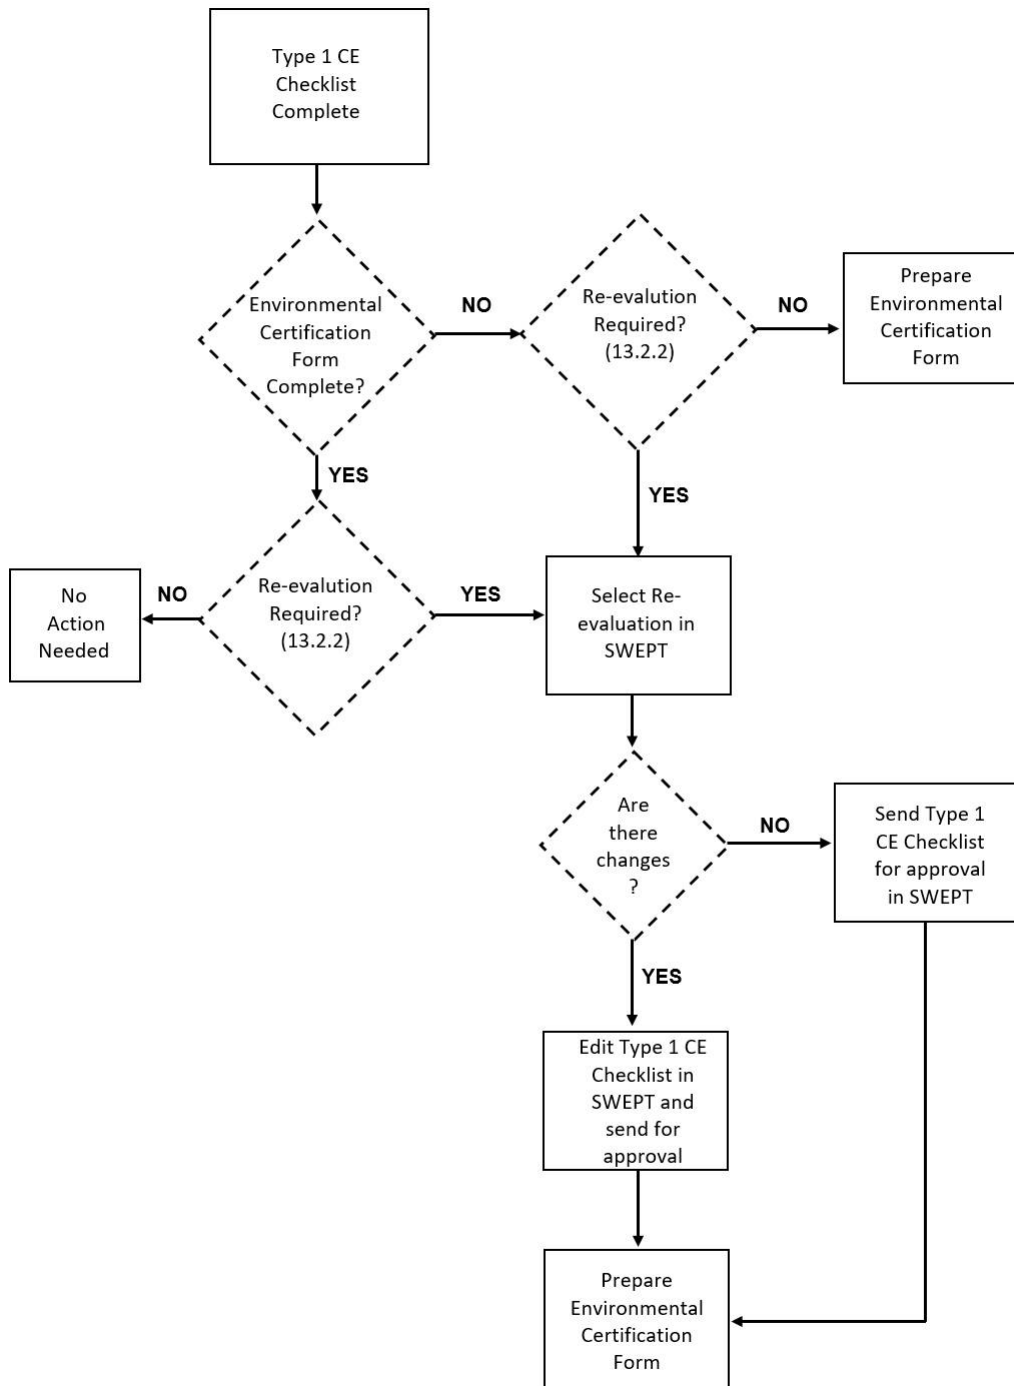 Type 1 CE
Checklist
Complete
Environmental
Certification
Form
Complete?
NO
Re-evalution
Required?
(13.2.2)
NO
Prepare
Environmental
Certification
Form
YES
YES
Re-evalution
Required?
(13.2.2)
NO
No
Action
Needed
YES
Select Re-
evaluation in
SWEPT
Are
there
changes
?
NO
Send Type 1
CE Checklist
for approval
in SWEPT
YES
Edit Type 1 CE
Checklist in
SWEPT and
send for
approval
Prepare
Environmental
Certification
Form